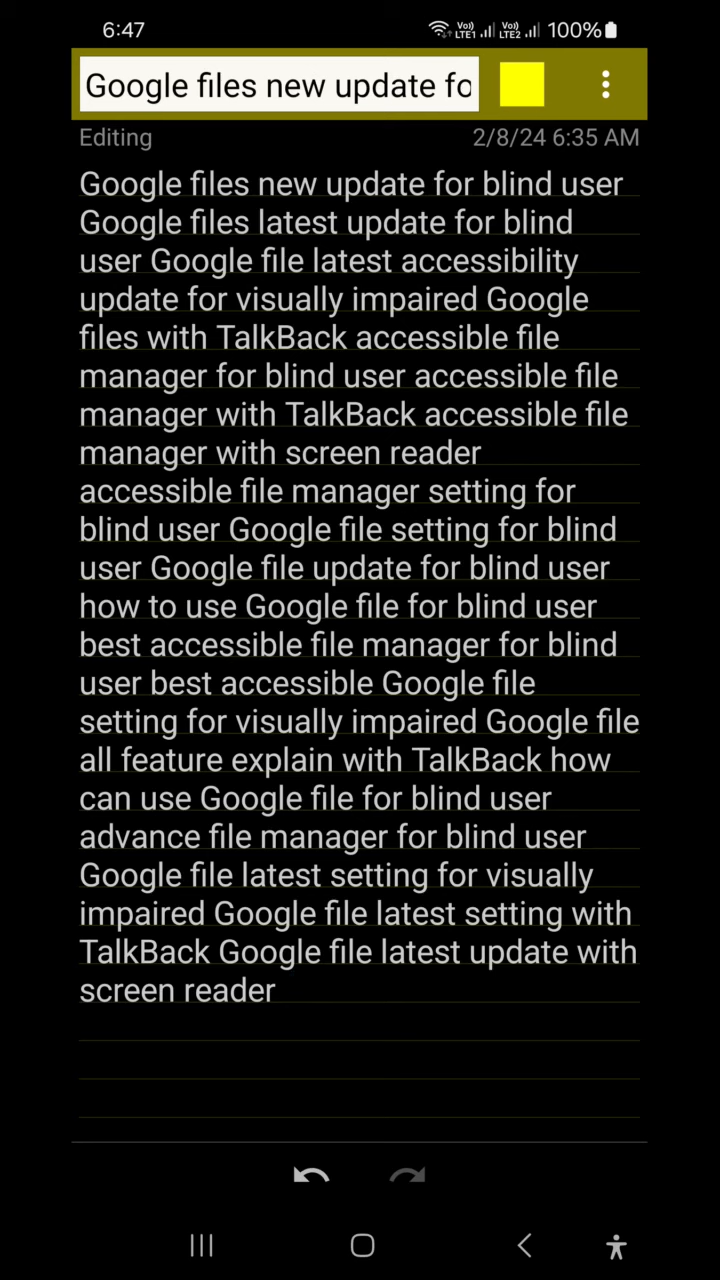 6:47
Vo) LTE1 Vo) LTE2 100%
Google files new update fo
Editing 2/8/24 6:35 AM
Google files new update for blind user
Google files latest update for blind
user Google file latest accessibility
update for visually impaired Google
files with TalkBack accessible file
manager for blind user accessible file
manager with TalkBack accessible file
manager with screen reader
accessible file manager setting for
blind user Google file setting for blind
user Google file update for blind user
how to use Google file for blind user
best accessible file manager for blind
user best accessible Google file
setting for visually impaired Google file
all feature explain with TalkBack how
can use Google file for blind user
advance file manager for blind user
Google file latest setting for visually
impaired Google file latest setting with
TalkBack Google file latest update with
screen reader